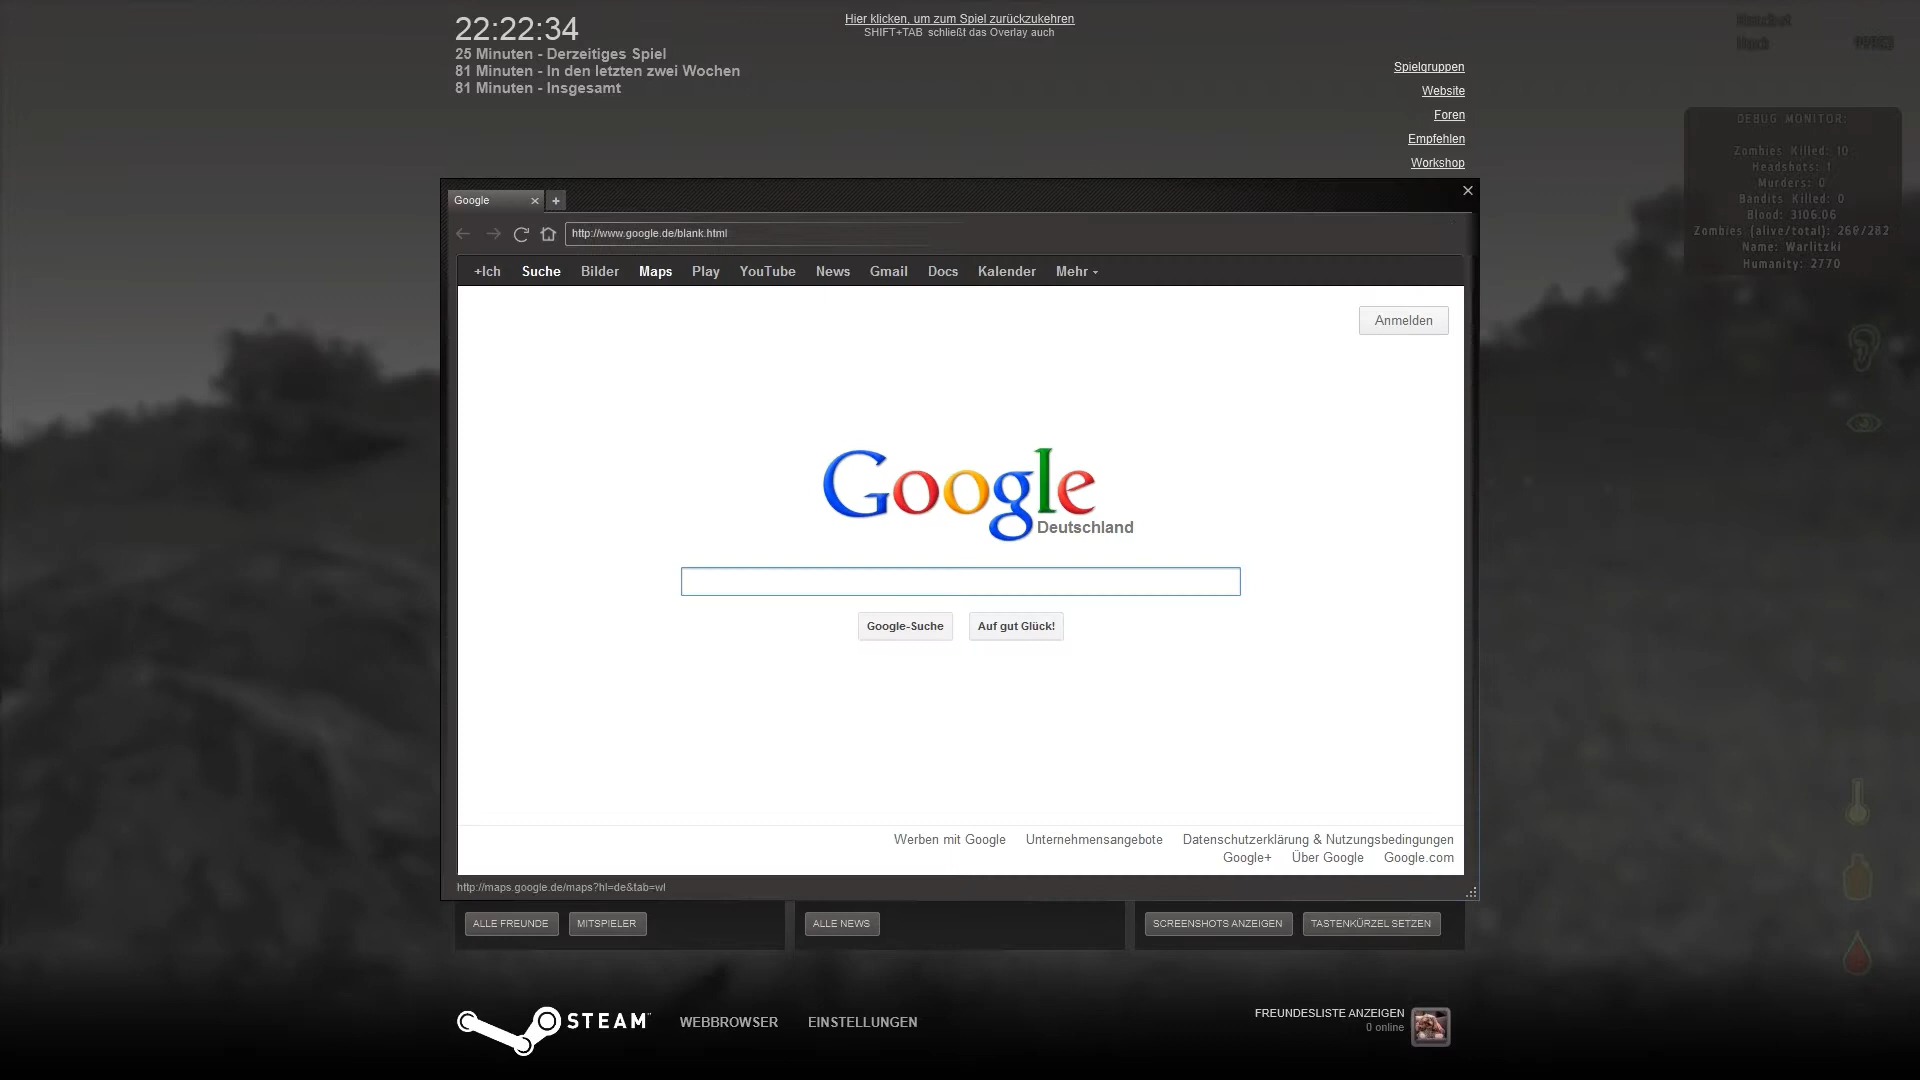 22:22:34
25 Minuten - Derzeitiges Spiel
81 Minuten - In den letzten zwei Wochen
81 Minuten - Insgesamt
Hier klicken, um zum Spiel zurückzukehren
SHIFT+TAB schließt das Overlay auch
Spielgruppen
Website
Foren
Empfehlen
Workshop
DEBUG MONITOR:
Zombies Killed: 10
Headshots: 1
Murders: 0
Bandits Killed: 0
Blood: 3106.06
Zombies (alive/total): 260/282
Name: Warlitzki
Humanity: 2770
Google
http://www.google.de/blank.html
+Ich Suche Bilder Maps Play YouTube News Gmail Docs Kalender Mehr
Anmelden
Google
Deutschland
Google-Suche Auf gut Glück!
Werben mit Google Unternehmensangebote Datenschutzerklärung & Nutzungsbedingungen
Google+ Über Google Google.com
http://maps.google.de/maps?hl=de&tab=wl
ALLE FREUNDE MITSPIELER ALLE NEWS SCREENSHOTS ANZEIGEN TASTENKÜRZEL SETZEN
STEAM™ WEBBROWSER EINSTELLUNGEN
FREUNDESLISTE ANZEIGEN
0 online